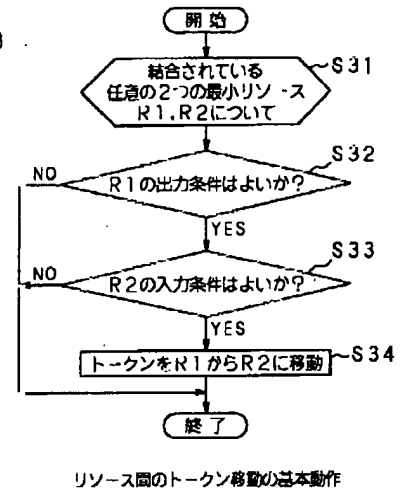 開始
結合されている
任意の2つの最小リソース
R1,R2について
S31
R1の出力条件はよいか?
S32
NO
YES
R2の入力条件はよいか?
S33
NO
YES
トークンをR1からR2に移動
S34
終了
リソース間のトークン移動の基本動作